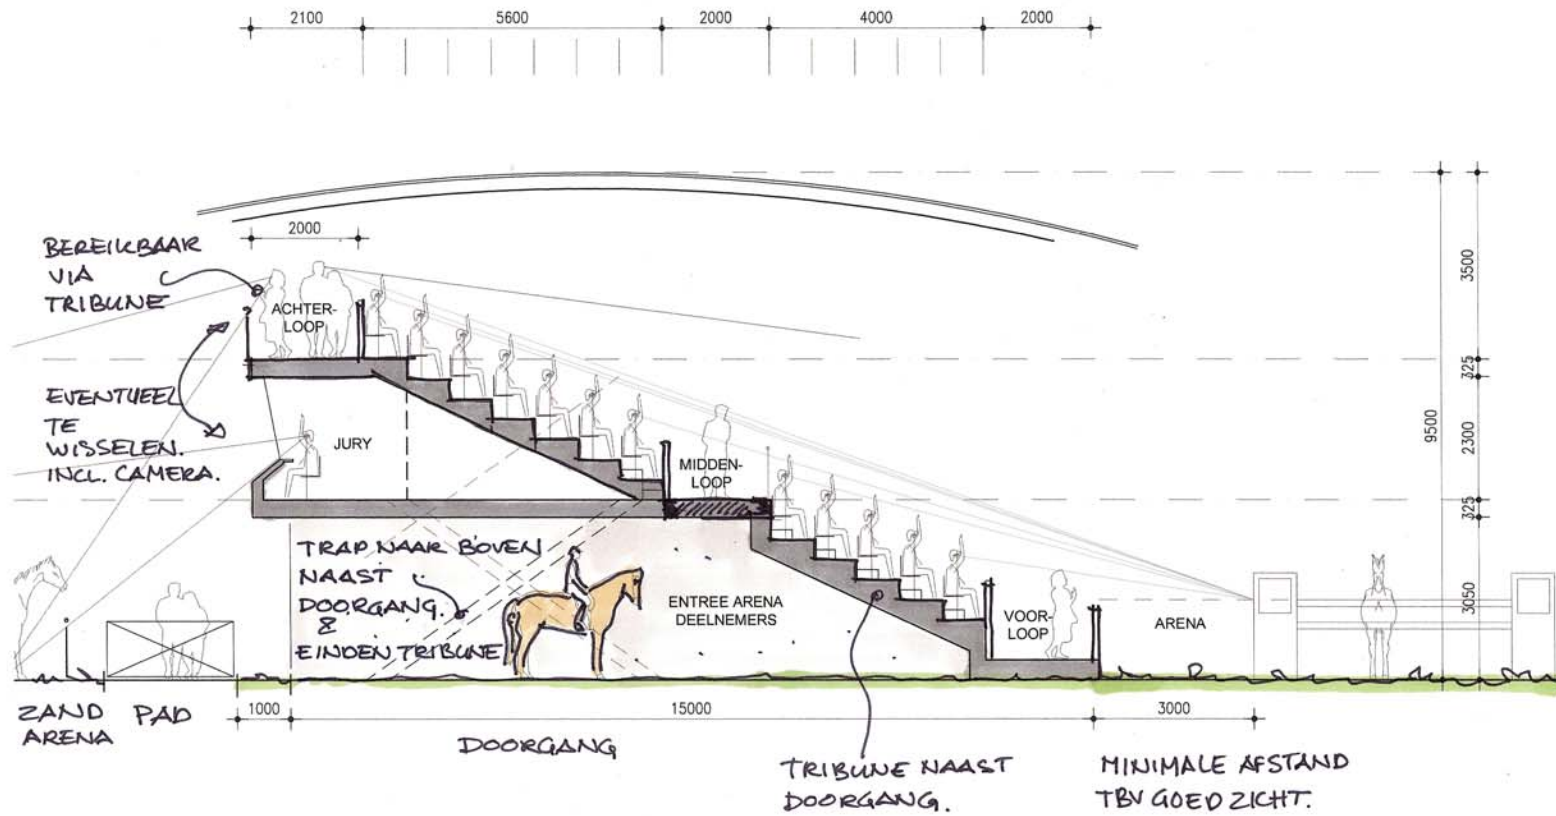 2100 5600 2000 4000 2000
2000
BEREIKBAAR
VIA
TRIBUNE
ACHTER-
LOOP
3500
325
EVENTUEEL
TE
WISSELEN.
INCL. CAMERA.
JURY
MIDDEN-
LOOP
9500
2300
325
TRAP NAAR BOVEN
NAAST
DOORGANG.
&
EINDEN TRIBUNE
ENTREE ARENA
DEELNEMERS
VOOR-
LOOP
ARENA
3050
ZAND
ARENA
PAD
1000 15000 3000
DOORGANG
TRIBUNE NAAST
DOORGANG.
MINIMALE AFSTAND
TBV GOED ZICHT.